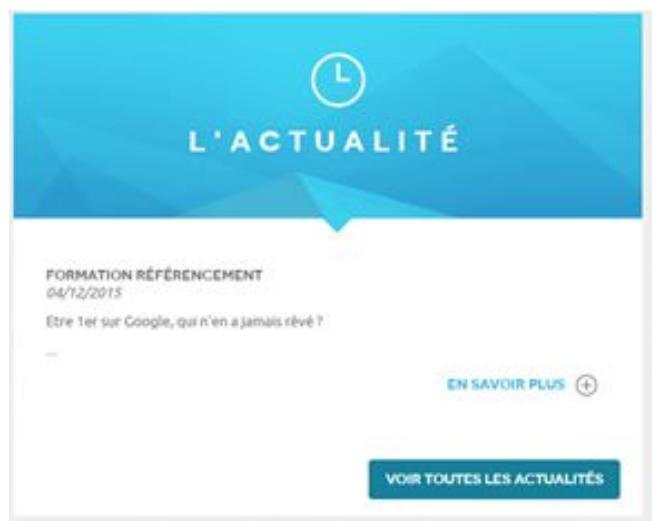 L'ACTUALITÉ
FORMATION RÉFÉRENCEMENT
04/12/2015
Etre 1er sur Google, qui n'en a jamais rêvé ?
...
EN SAVOIR PLUS
VOIR TOUTES LES ACTUALITÉS